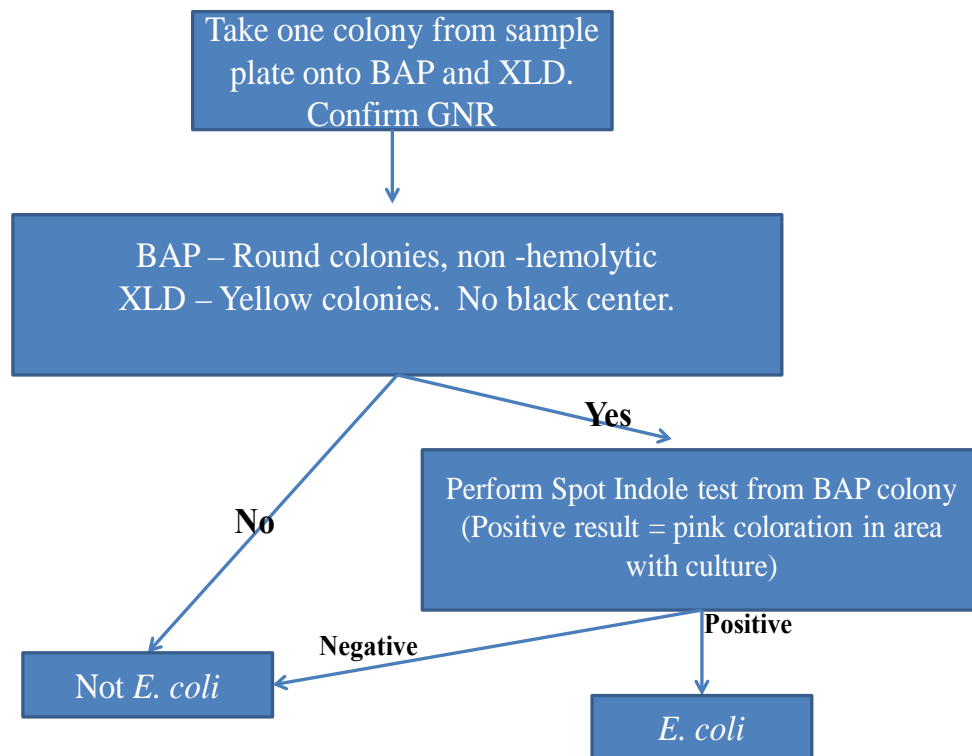 Take one colony from sample
plate onto BAP and XLD.
Confirm GNR
BAP – Round colonies, non -hemolytic
XLD – Yellow colonies.  No black center.
Yes
No
Perform Spot Indole test from BAP colony
(Positive result = pink coloration in area
with culture)
Negative
Positive
Not E. coli
E. coli